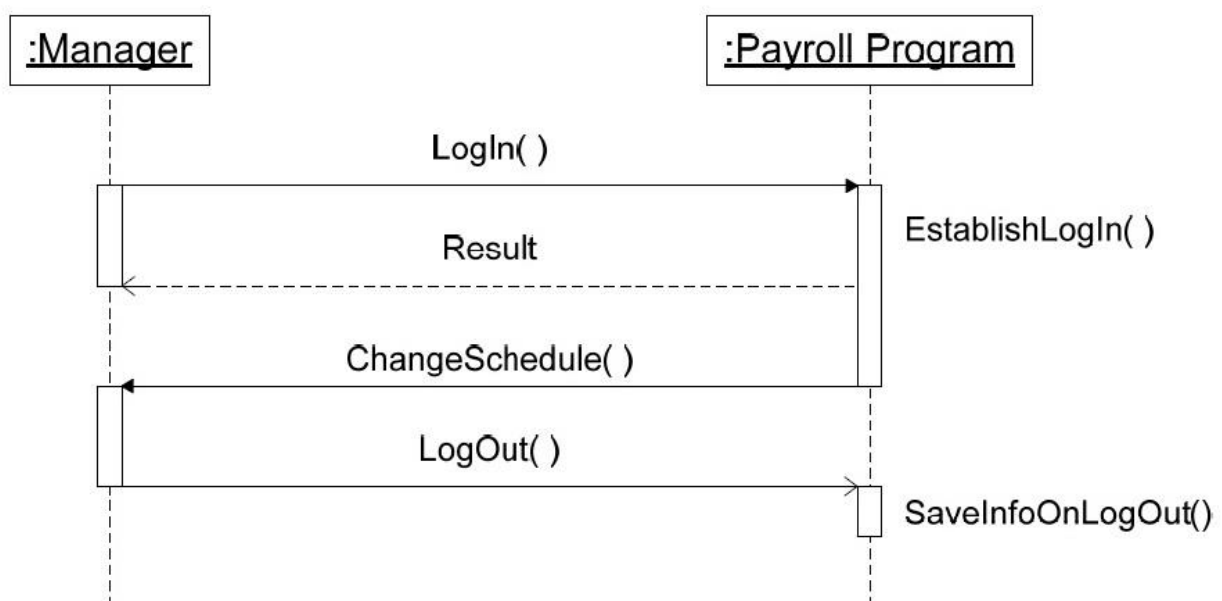 :Manager
:Payroll Program
LogIn( )
EstablishLogIn( )
Result
ChangeSchedule( )
LogOut( )
SaveInfoOnLogOut()